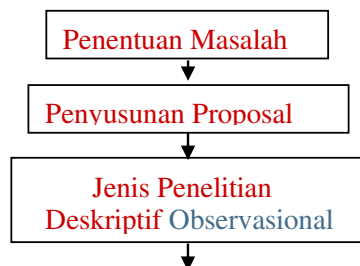 Penentuan Masalah
Penyusunan Proposal
Jenis Penelitian
Deskriptif Observasional